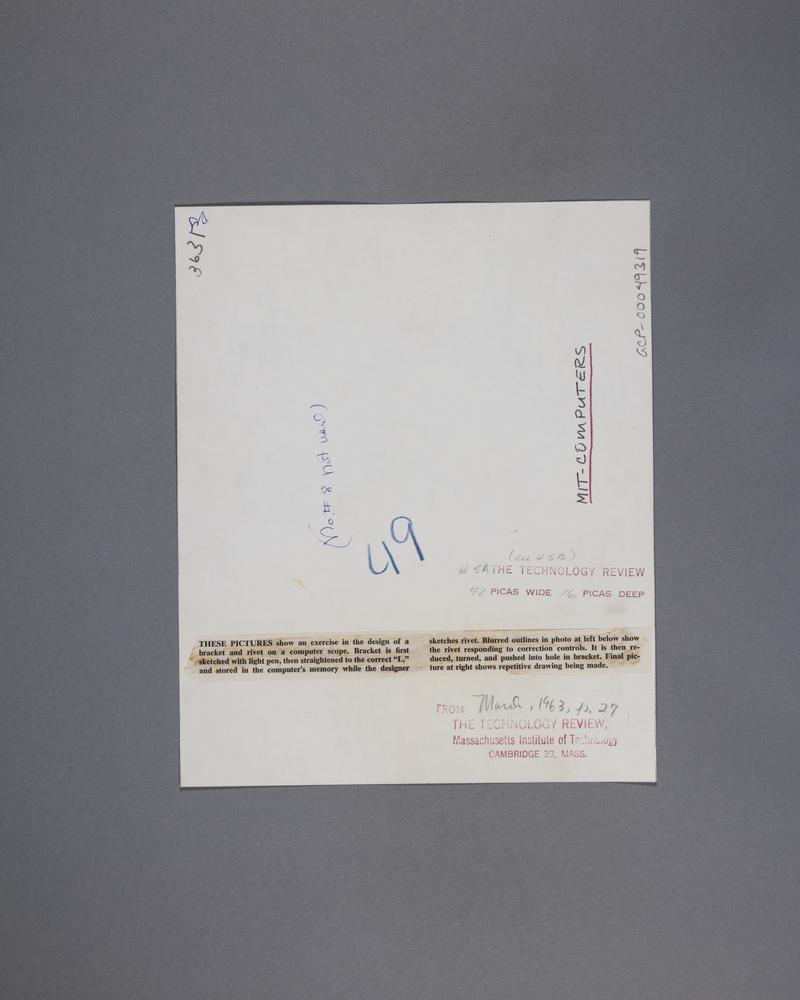 363
GCP-00049319
MIT-COMPUTERS
(No. # 8 not used)
49
(see # 5B)
# 5A THE TECHNOLOGY REVIEW
42 PICAS WIDE 16 PICAS DEEP
THESE PICTURES show an exercise in the design of a
bracket and rivet on a computer scope. Bracket is first
sketched with light pen, then straightened to the correct “L,”
and stored in the computer's memory while the designer
sketches rivet. Blurred outlines in photo at left below show
the rivet responding to correction controls. It is then re-
duced, turned, and pushed into hole in bracket. Final pic-
ture at right shows repetitive drawing being made.
FROM March, 1963, p. 27
THE TECHNOLOGY REVIEW,
Massachusetts Institute of Technology
CAMBRIDGE 39, MASS.